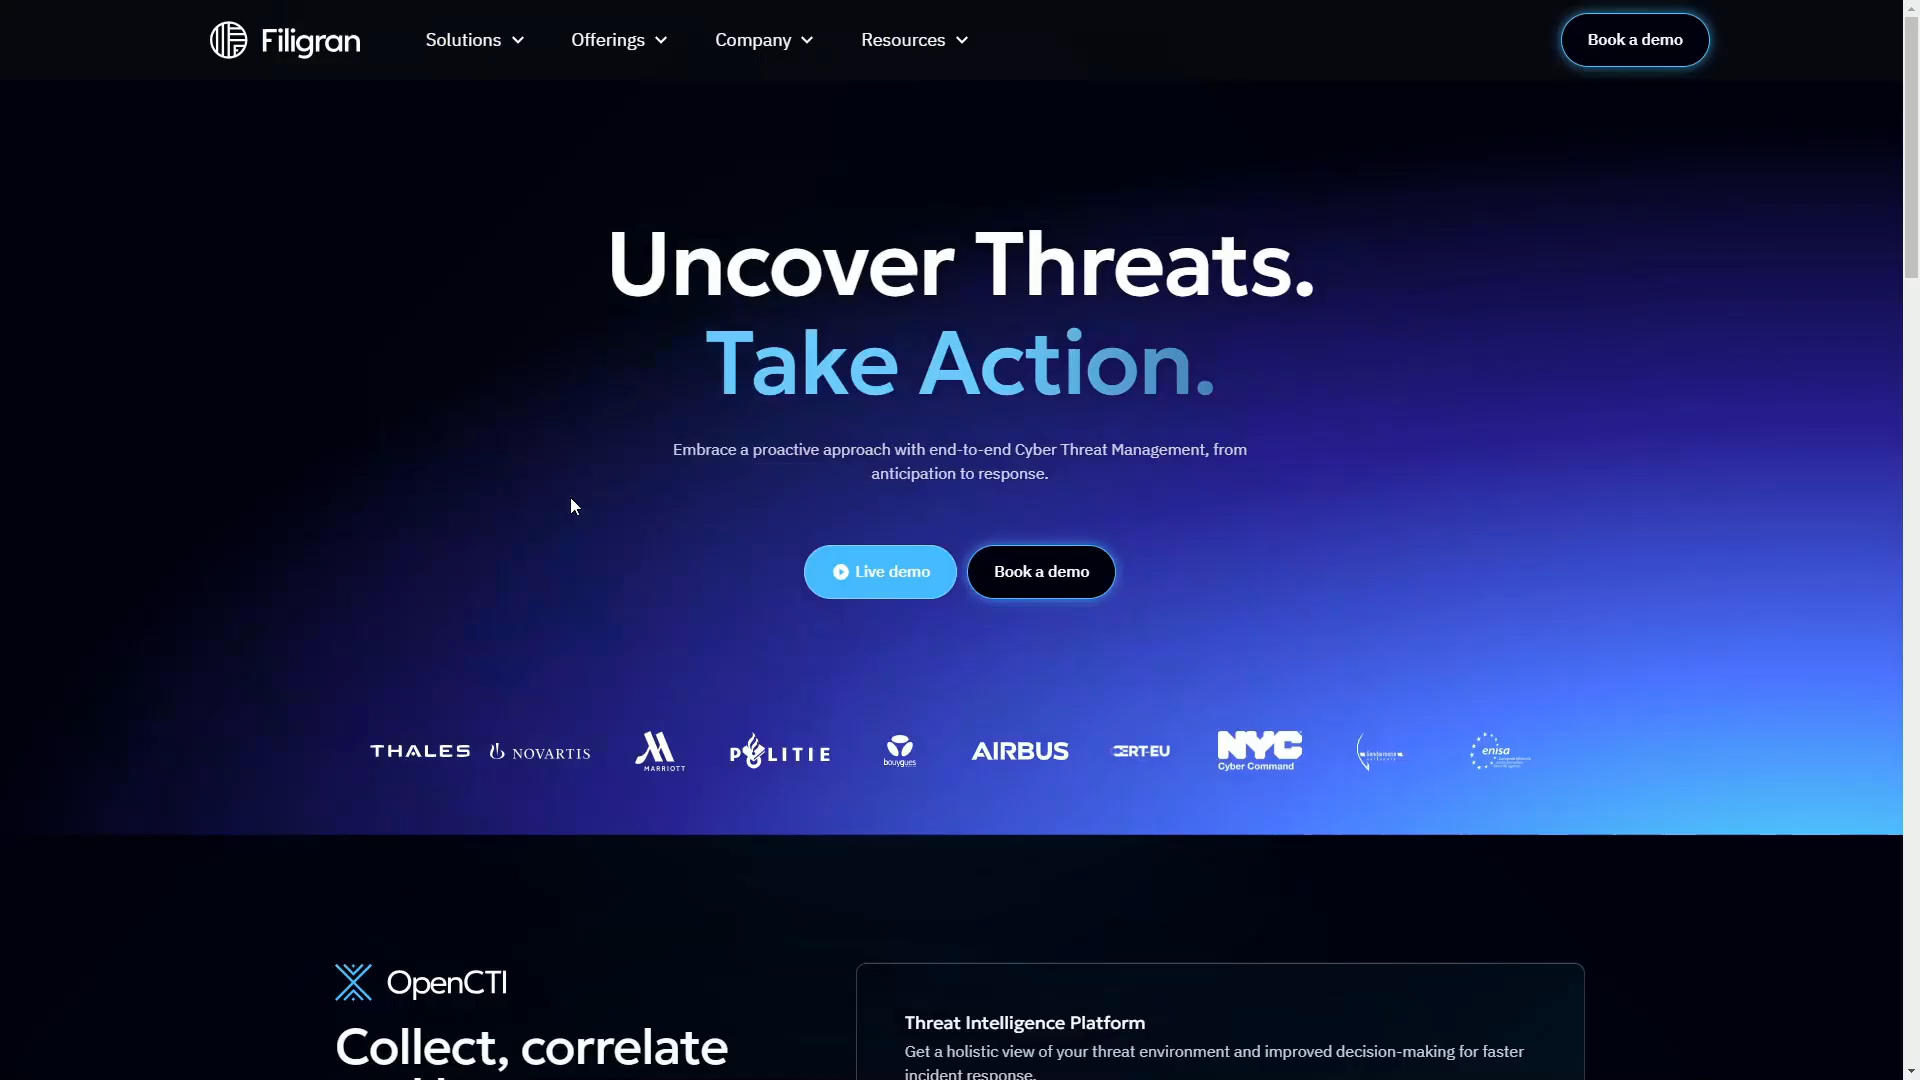 Filigran
Solutions
Offerings
Company
Resources
Book a demo
Uncover Threats.
Take Action.
Embrace a proactive approach with end-to-end Cyber Threat Management, from
anticipation to response.
Live demo
Book a demo
THALES
NOVARTIS
MARRIOTT
POLITIE
bouygues
AIRBUS
CERT-EU
NYC
Cyber Command
enisa
OpenCTI
Collect, correlate
Threat Intelligence Platform
Get a holistic view of your threat environment and improved decision-making for faster
incident response.